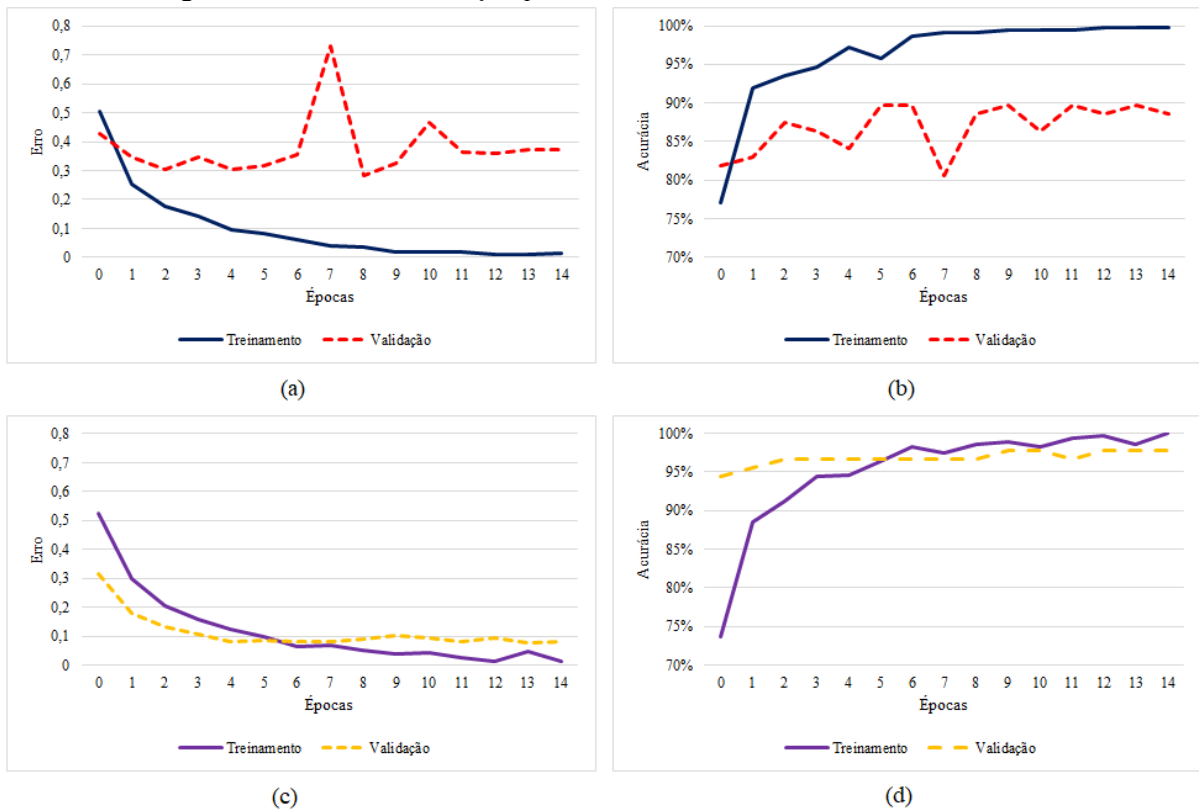 0,8
0,7
0,6
0,5
0,4
0,3
0,2
0,1
0
Erro
0 1 2 3 4 5 6 7 8 9 10 11 12 13 14
Épocas
Treinamento Validação
(a)
100%
95%
90%
85%
80%
75%
70%
Acurácia
0 1 2 3 4 5 6 7 8 9 10 11 12 13 14
Épocas
Treinamento Validação
(b)
0,8
0,7
0,6
0,5
0,4
0,3
0,2
0,1
0
Erro
0 1 2 3 4 5 6 7 8 9 10 11 12 13 14
Épocas
Treinamento Validação
(c)
100%
95%
90%
85%
80%
75%
70%
Acurácia
0 1 2 3 4 5 6 7 8 9 10 11 12 13 14
Épocas
Treinamento Validação
(d)